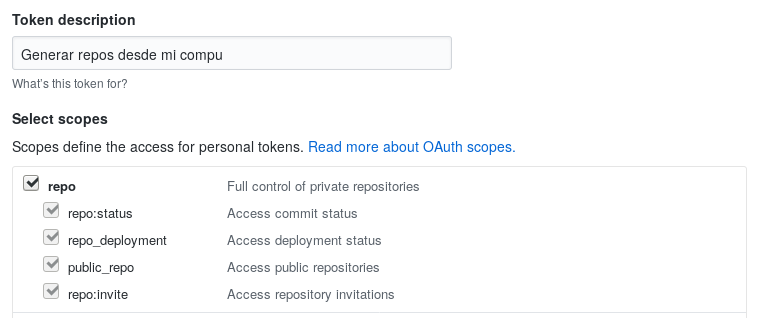 Token description
Generar repos desde mi compu
What's this token for?
Select scopes
Scopes define the access for personal tokens. Read more about OAuth scopes.
repo Full control of private repositories
repo:status Access commit status
repo_deployment Access deployment status
public_repo Access public repositories
repo:invite Access repository invitations